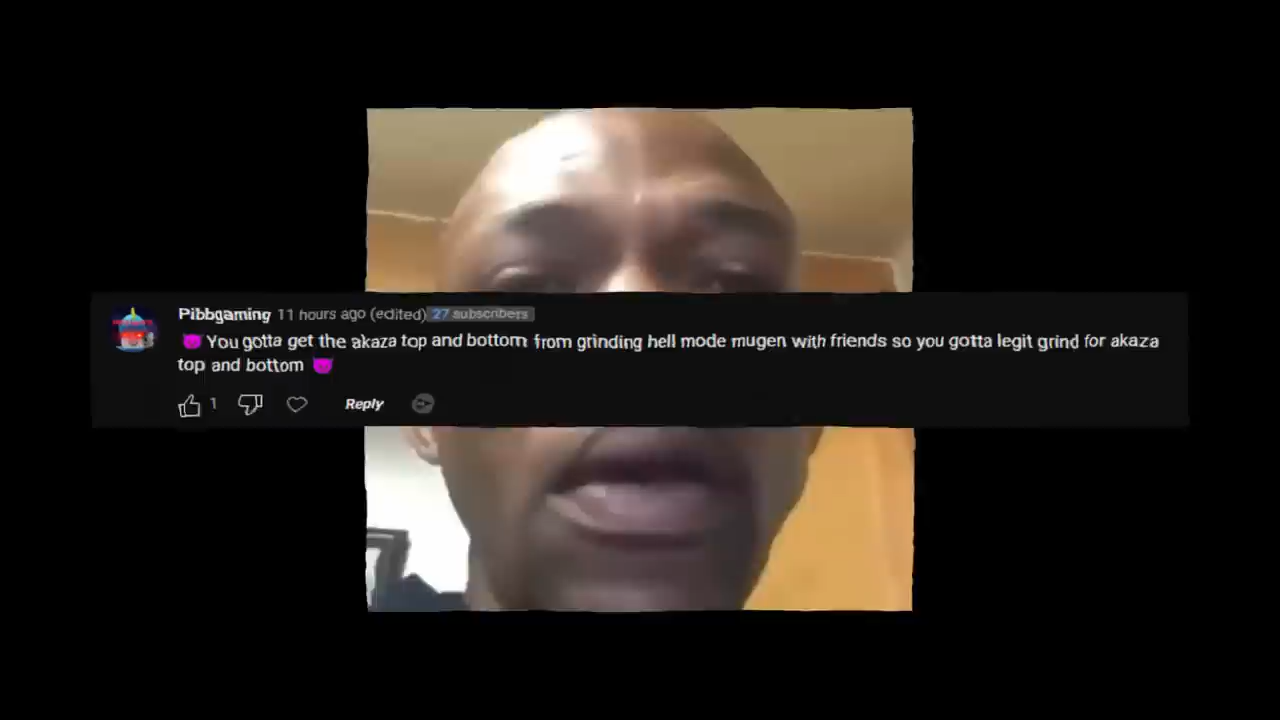 Pibbgaming 11 hours ago (edited) 27 subscribers
😈 You gotta get the akaza top and bottom from grinding hell mode mugen with friends so you gotta legit grind for akaza
top and bottom 😈
1 Reply